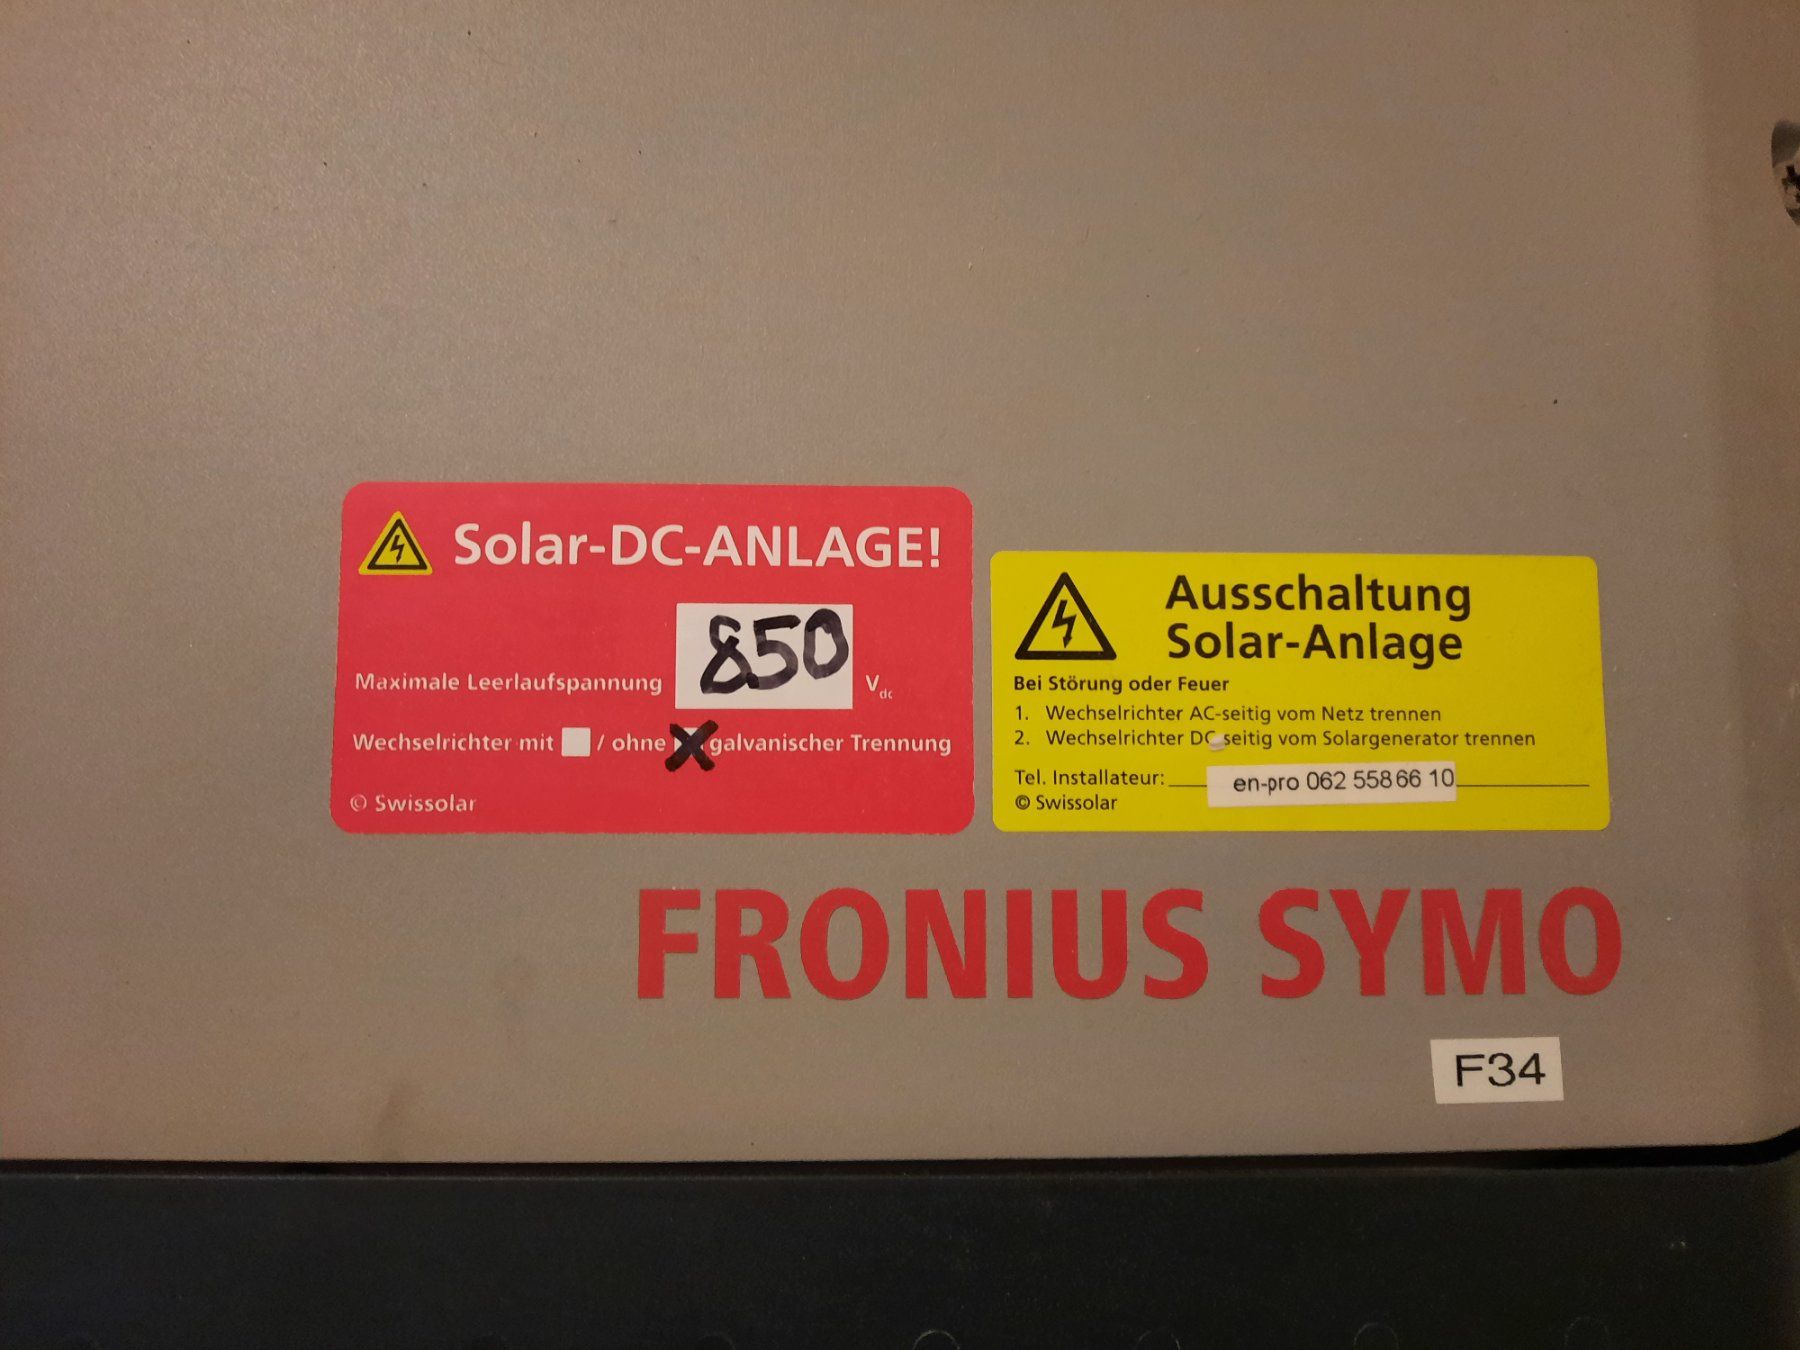 Solar-DC-ANLAGE!
850
Maximale Leerlaufspannung Vdc
Wechselrichter mit / ohne galvanischer Trennung
© Swissolar
Ausschaltung
Solar-Anlage
Bei Störung oder Feuer
1. Wechselrichter AC-seitig vom Netz trennen
2. Wechselrichter DC-seitig vom Solargenerator trennen
Tel. Installateur: en-pro 062 558 66 10
© Swissolar
FRONIUS SYMO
F34